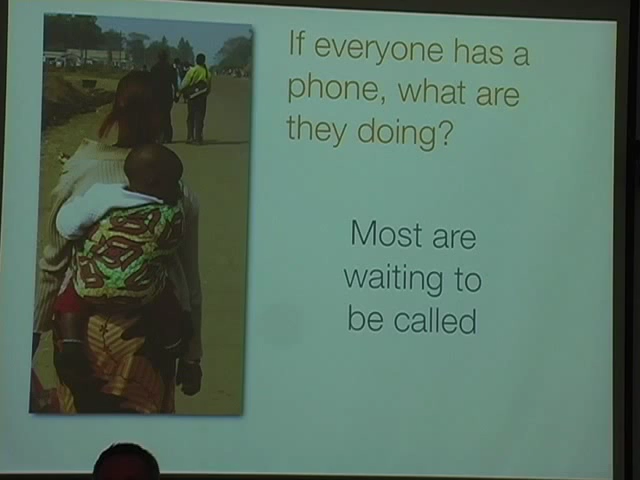 If everyone has a
phone, what are
they doing?
Most are
waiting to
be called